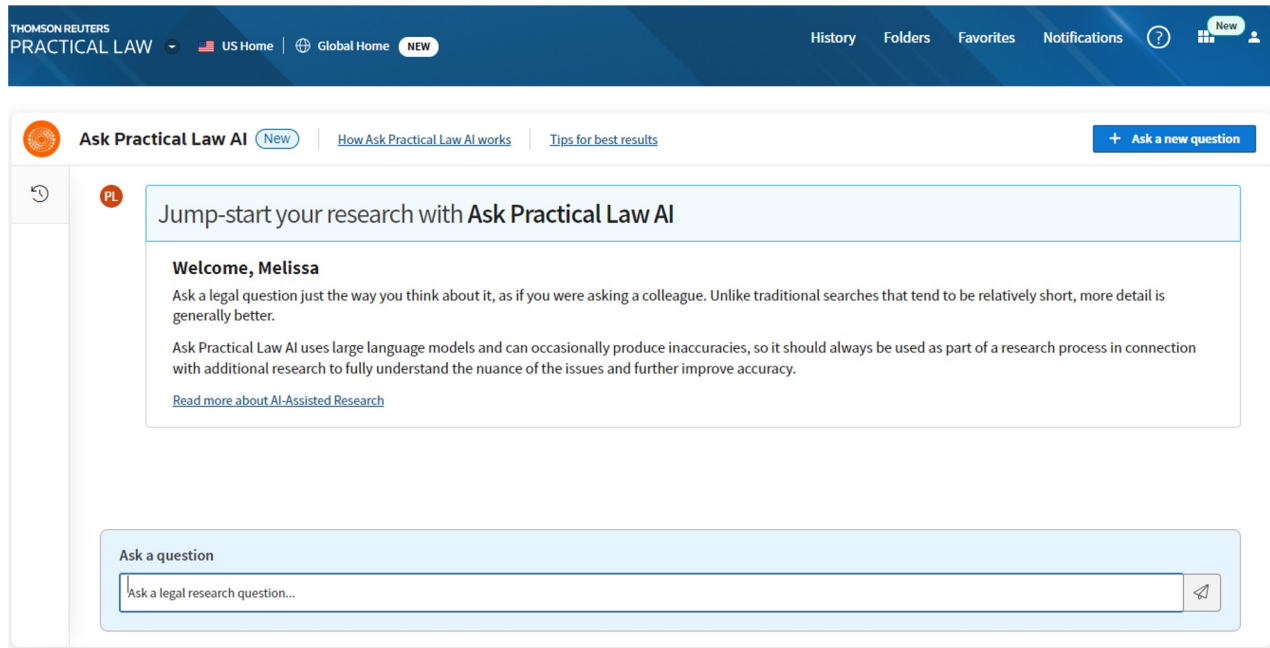 THOMSON REUTERS
PRACTICAL LAW
US Home
Global Home
NEW
History
Folders
Favorites
Notifications
?
New
Ask Practical Law AI
New
How Ask Practical Law AI works
Tips for best results
+ Ask a new question
PL
Jump-start your research with Ask Practical Law AI
Welcome, Melissa
Ask a legal question just the way you think about it, as if you were asking a colleague. Unlike traditional searches that tend to be relatively short, more detail is
generally better.
Ask Practical Law AI uses large language models and can occasionally produce inaccuracies, so it should always be used as part of a research process in connection
with additional research to fully understand the nuance of the issues and further improve accuracy.
Read more about AI-Assisted Research
Ask a question
Ask a legal research question...